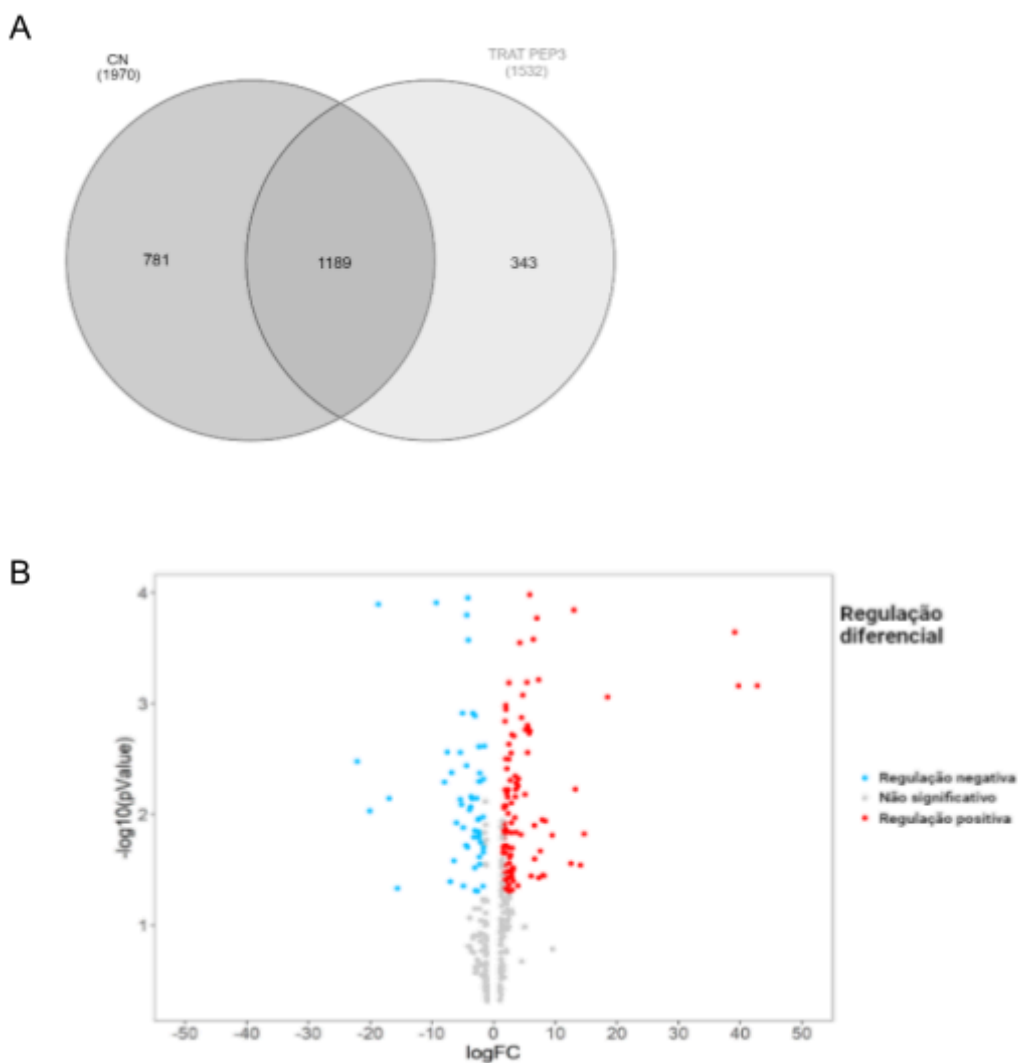 A
CN
(1970)
TRAT PEP3
(1532)
781
1189
343
B
4
3
2
1
-log10(pValue)
-50
-40
-30
-20
-10
0
10
20
30
40
50
logFC
Regulação
diferencial
Regulação negativa
Não significativo
Regulação positiva